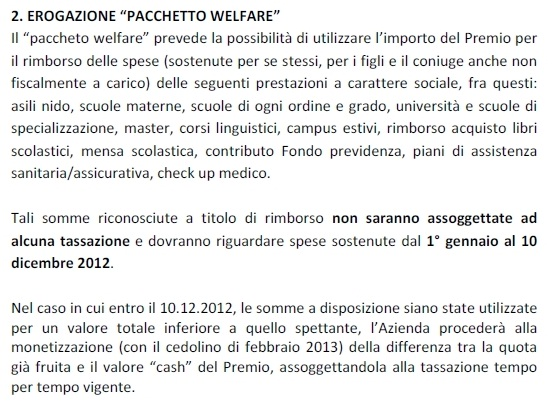 2. EROGAZIONE “PACCHETTO WELFARE”
Il “paccheto welfare” prevede la possibilità di utilizzare l’importo del Premio per
il rimborso delle spese (sostenute per se stessi, per i figli e il coniuge anche non
fiscalmente a carico) delle seguenti prestazioni a carattere sociale, fra questi:
asili nido, scuole materne, scuole di ogni ordine e grado, università e scuole di
specializzazione, master, corsi linguistici, campus estivi, rimborso acquisto libri
scolastici, mensa scolastica, contributo Fondo previdenza, piani di assistenza
sanitaria/assicurativa, check up medico.
Tali somme riconosciute a titolo di rimborso non saranno assoggettate ad
alcuna tassazione e dovranno riguardare spese sostenute dal 1° gennaio al 10
dicembre 2012.
Nel caso in cui entro il 10.12.2012, le somme a disposizione siano state utilizzate
per un valore totale inferiore a quello spettante, l’Azienda procederà alla
monetizzazione (con il cedolino di febbraio 2013) della differenza tra la quota
già fruita e il valore “cash” del Premio, assoggettandola alla tassazione tempo
per tempo vigente.